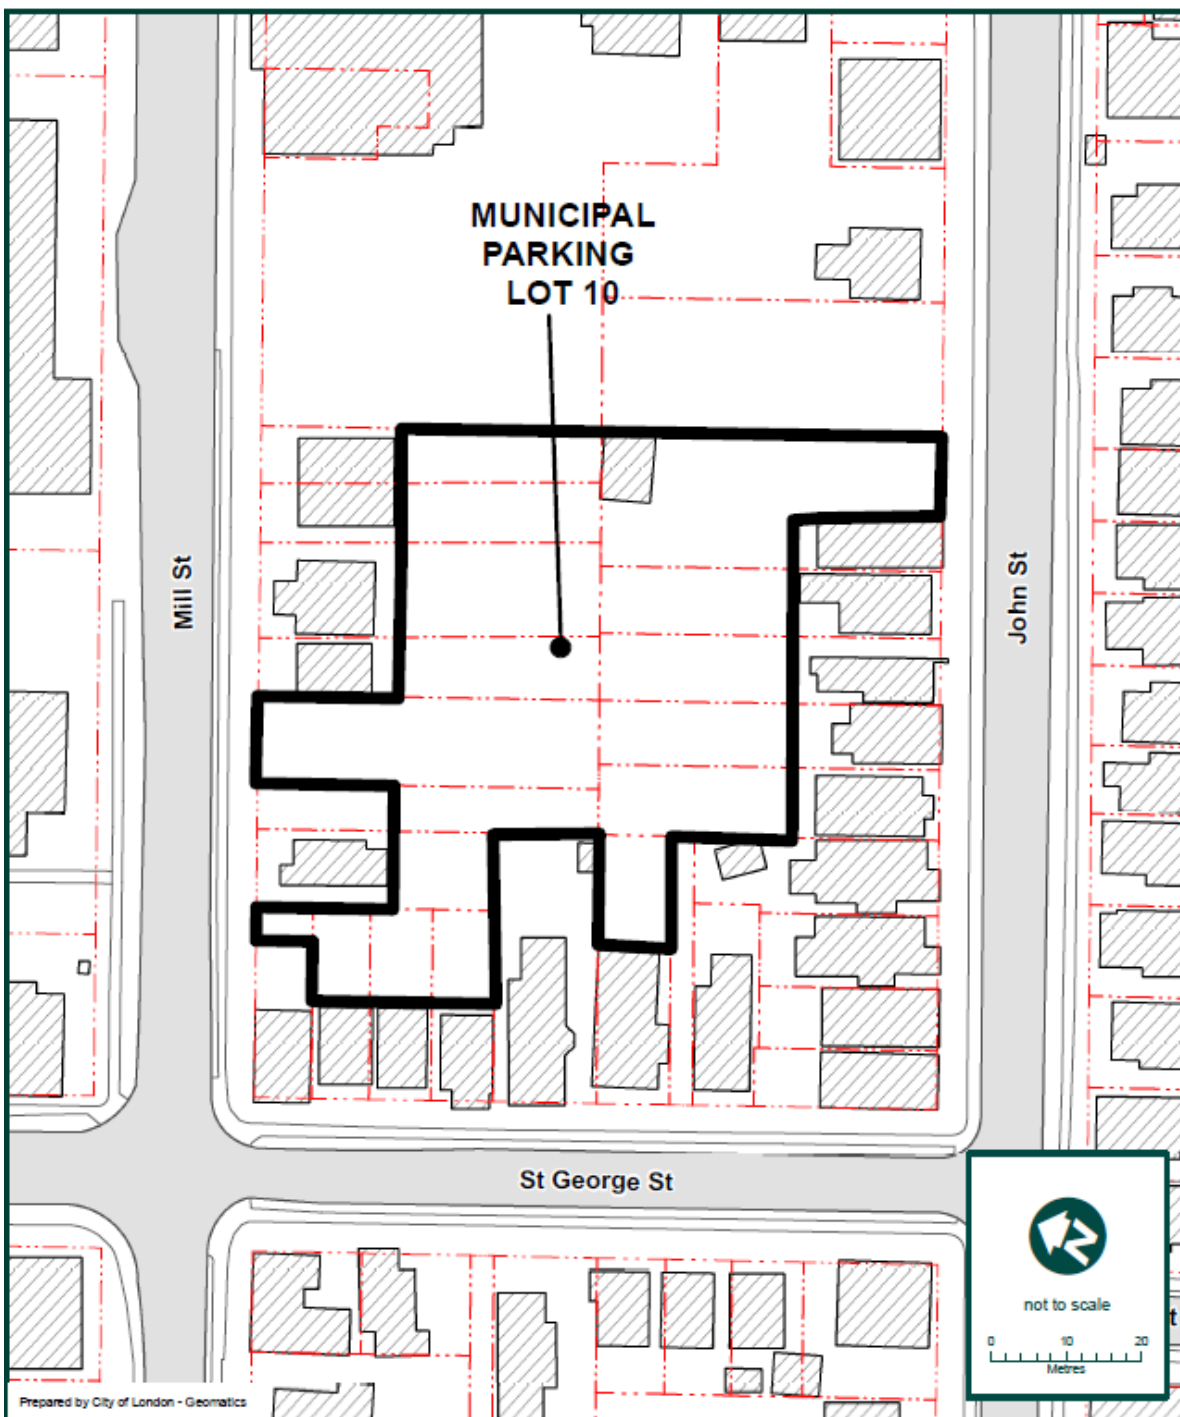 MUNICIPAL
PARKING
LOT 10
Mill St
John St
St George St
N
not to scale
0 10 20
Metres
t
Prepared by City of London - Geomatics